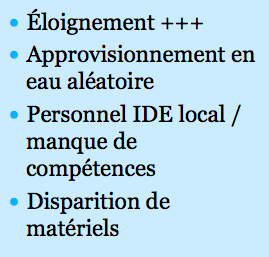 • Éloignement +++
• Approvisionnement en
eau aléatoire
• Personnel IDE local /
manque de
compétences
• Disparition de
matériels